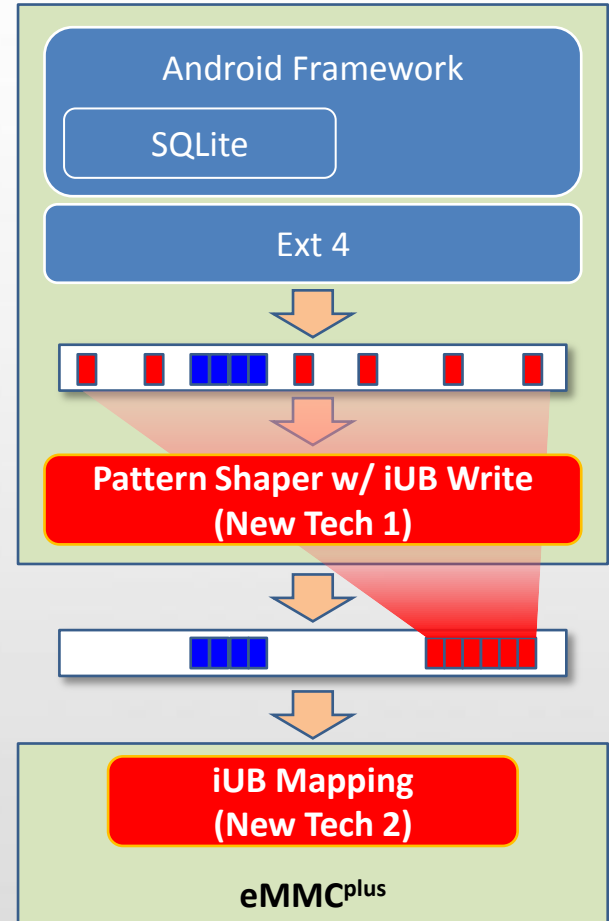 Android Framework
SQLite
Ext 4
Pattern Shaper w/ iUB Write
(New Tech 1)
iUB Mapping
(New Tech 2)
eMMCplus